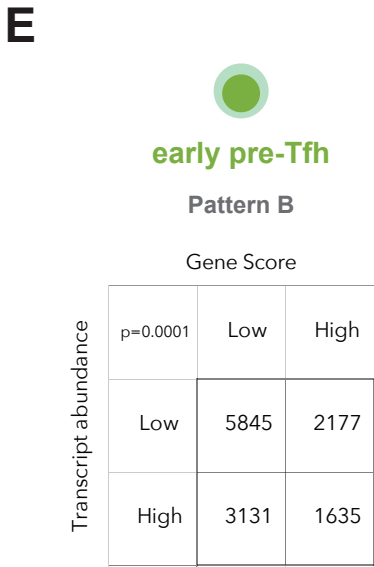 E
early pre-Tfh
Pattern B
Gene Score
p=0.0001 Low High
Transcript abundance
Low 5845 2177
High 3131 1635